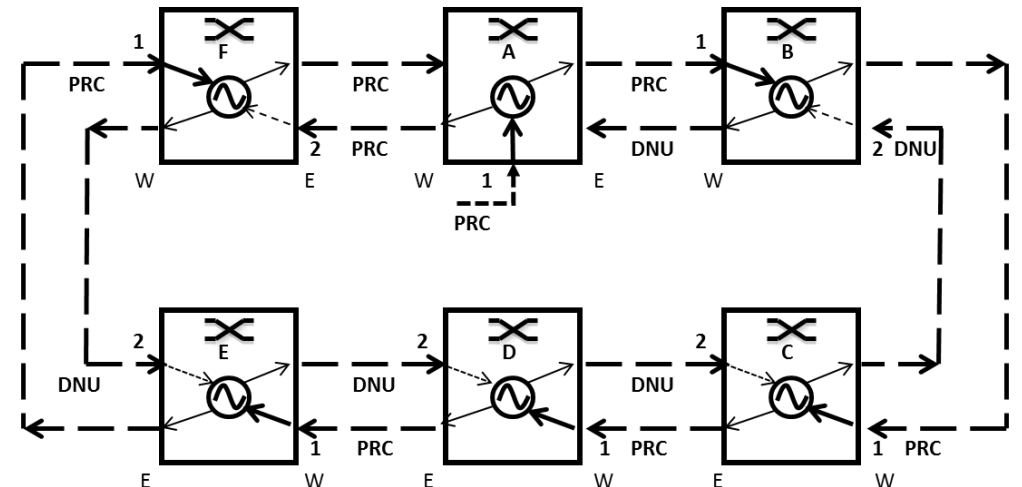 1 F A 1 B
PRC PRC PRC
2 PRC DNU 2 DNU
W E W 1 E W
PRC
2 E 2 D 2 C
DNU DNU DNU
1 PRC 1 PRC 1 PRC
E W E W E W